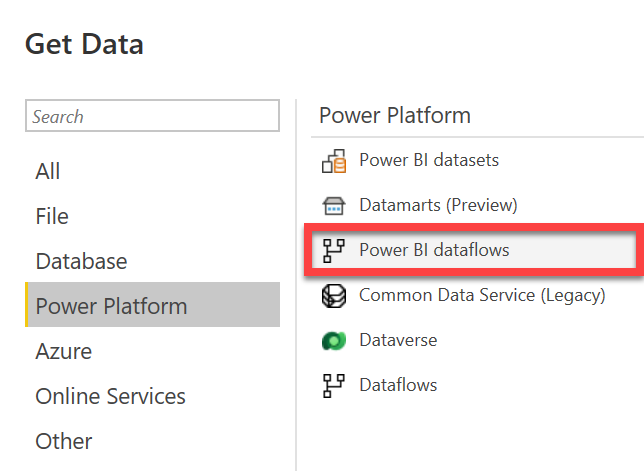 Get Data
Search
All
File
Database
Power Platform
Azure
Online Services
Other
Power Platform
Power BI datasets
Datamarts (Preview)
Power BI dataflows
Common Data Service (Legacy)
Dataverse
Dataflows